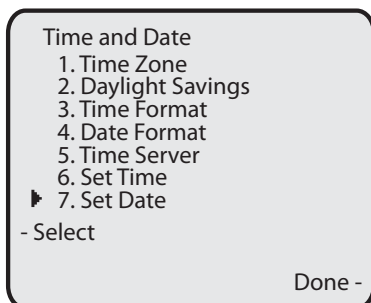 Time and Date
1. Time Zone
2. Daylight Savings
3. Time Format
4. Date Format
5. Time Server
6. Set Time
7. Set Date
- Select
Done -